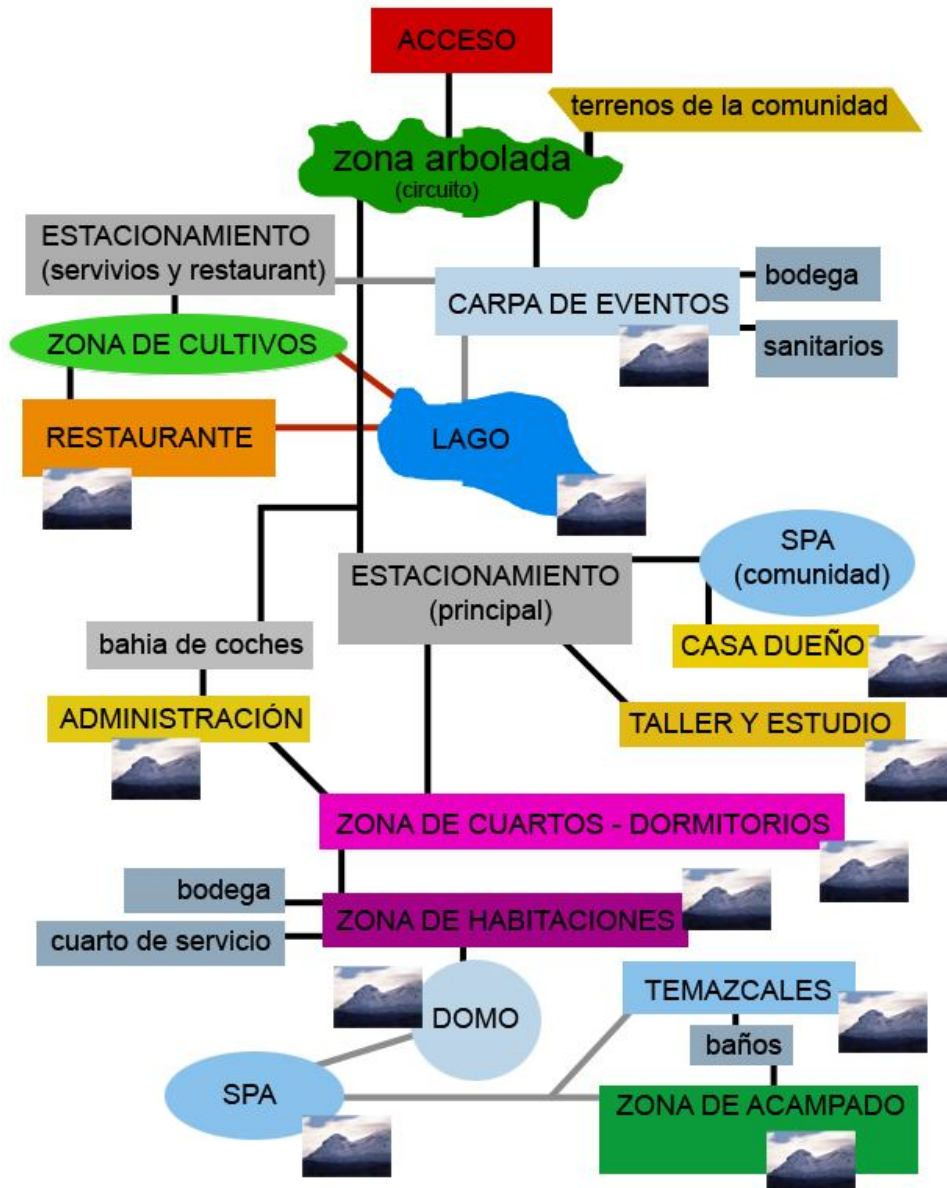 ACCESO
terrenos de la comunidad
zona arbolada
(circuito)
ESTACIONAMIENTO
(servivios y restaurant)
CARPA DE EVENTOS
bodega
sanitarios
ZONA DE CULTIVOS
RESTAURANTE
LAGO
SPA
(comunidad)
ESTACIONAMIENTO
(principal)
bahia de coches
CASA DUEÑO
ADMINISTRACIÓN
TALLER Y ESTUDIO
ZONA DE CUARTOS - DORMITORIOS
bodega
ZONA DE HABITACIONES
cuarto de servicio
TEMAZCALES
DOMO
baños
SPA
ZONA DE ACAMPADO